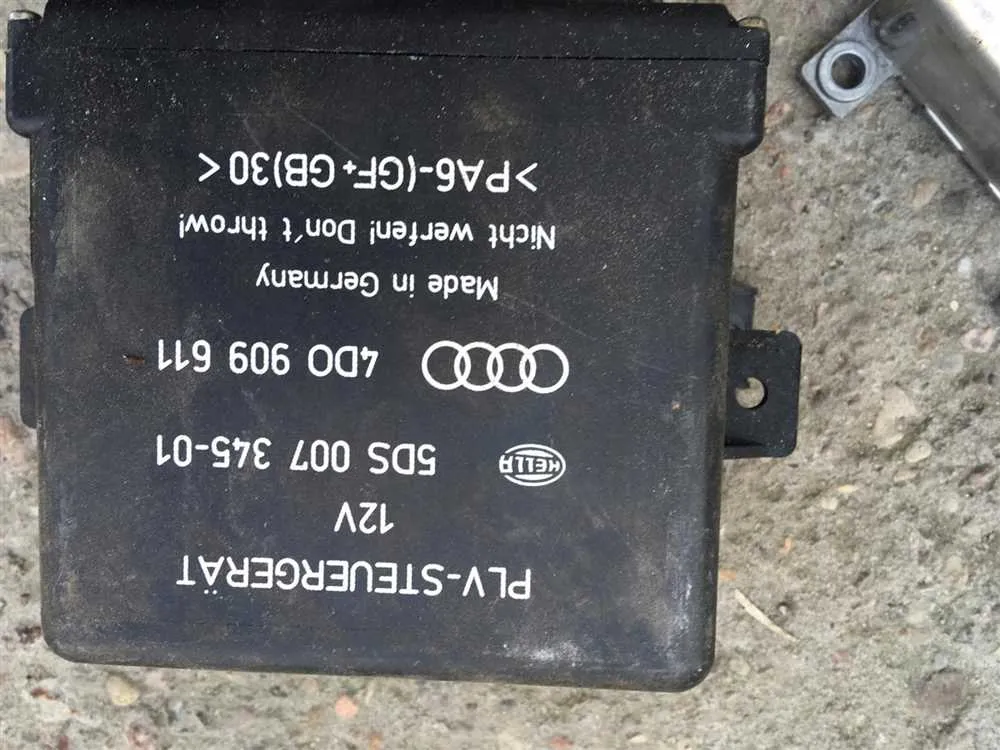 PLV-STEUERGERÄT
12V
HELLA 5DS 007 345-01
4D0 909 611
Made in Germany
Nicht werfen! Don't throw!
>PA6-(GF+GB)30<